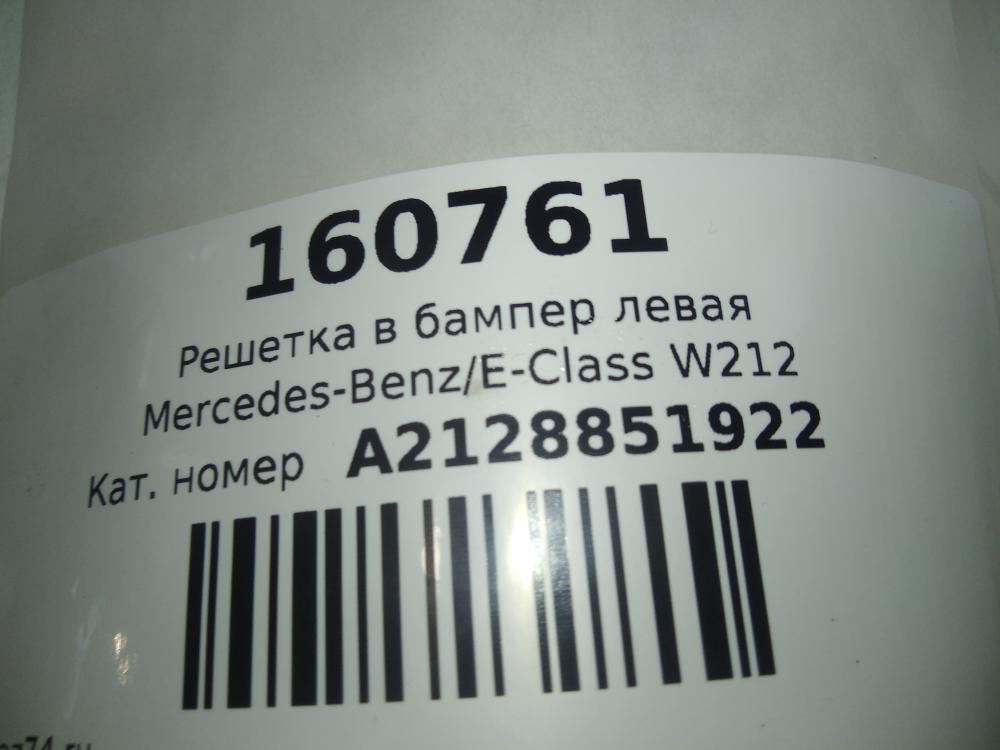 160761
Решетка в бампер левая
Mercedes-Benz/E-Class W212
Кат. номер A2128851922